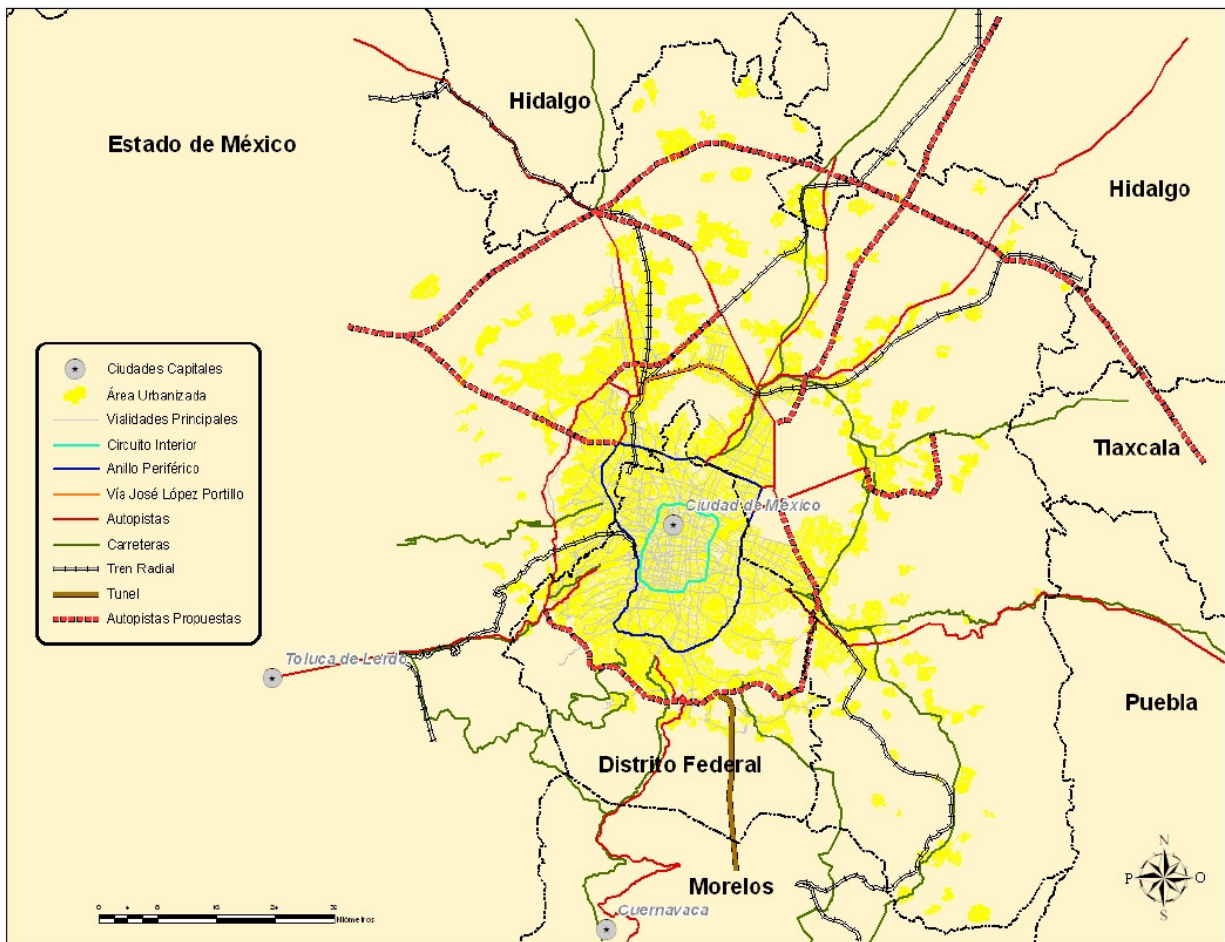 Hidalgo
Estado de México
Hidalgo
Ciudades Capitales
Área Urbanizada
Vialidades Principales
Circuito Interior
Anillo Periférico
Vía José López Portillo
Autopistas
Carreteras
Tren Radial
Tunel
Autopistas Propuestas
Tlaxcala
Ciudad de México
Toluca de Lerdo
Puebla
Distrito Federal
Morelos
Cuernavaca
N
P O
S
Kilómetros